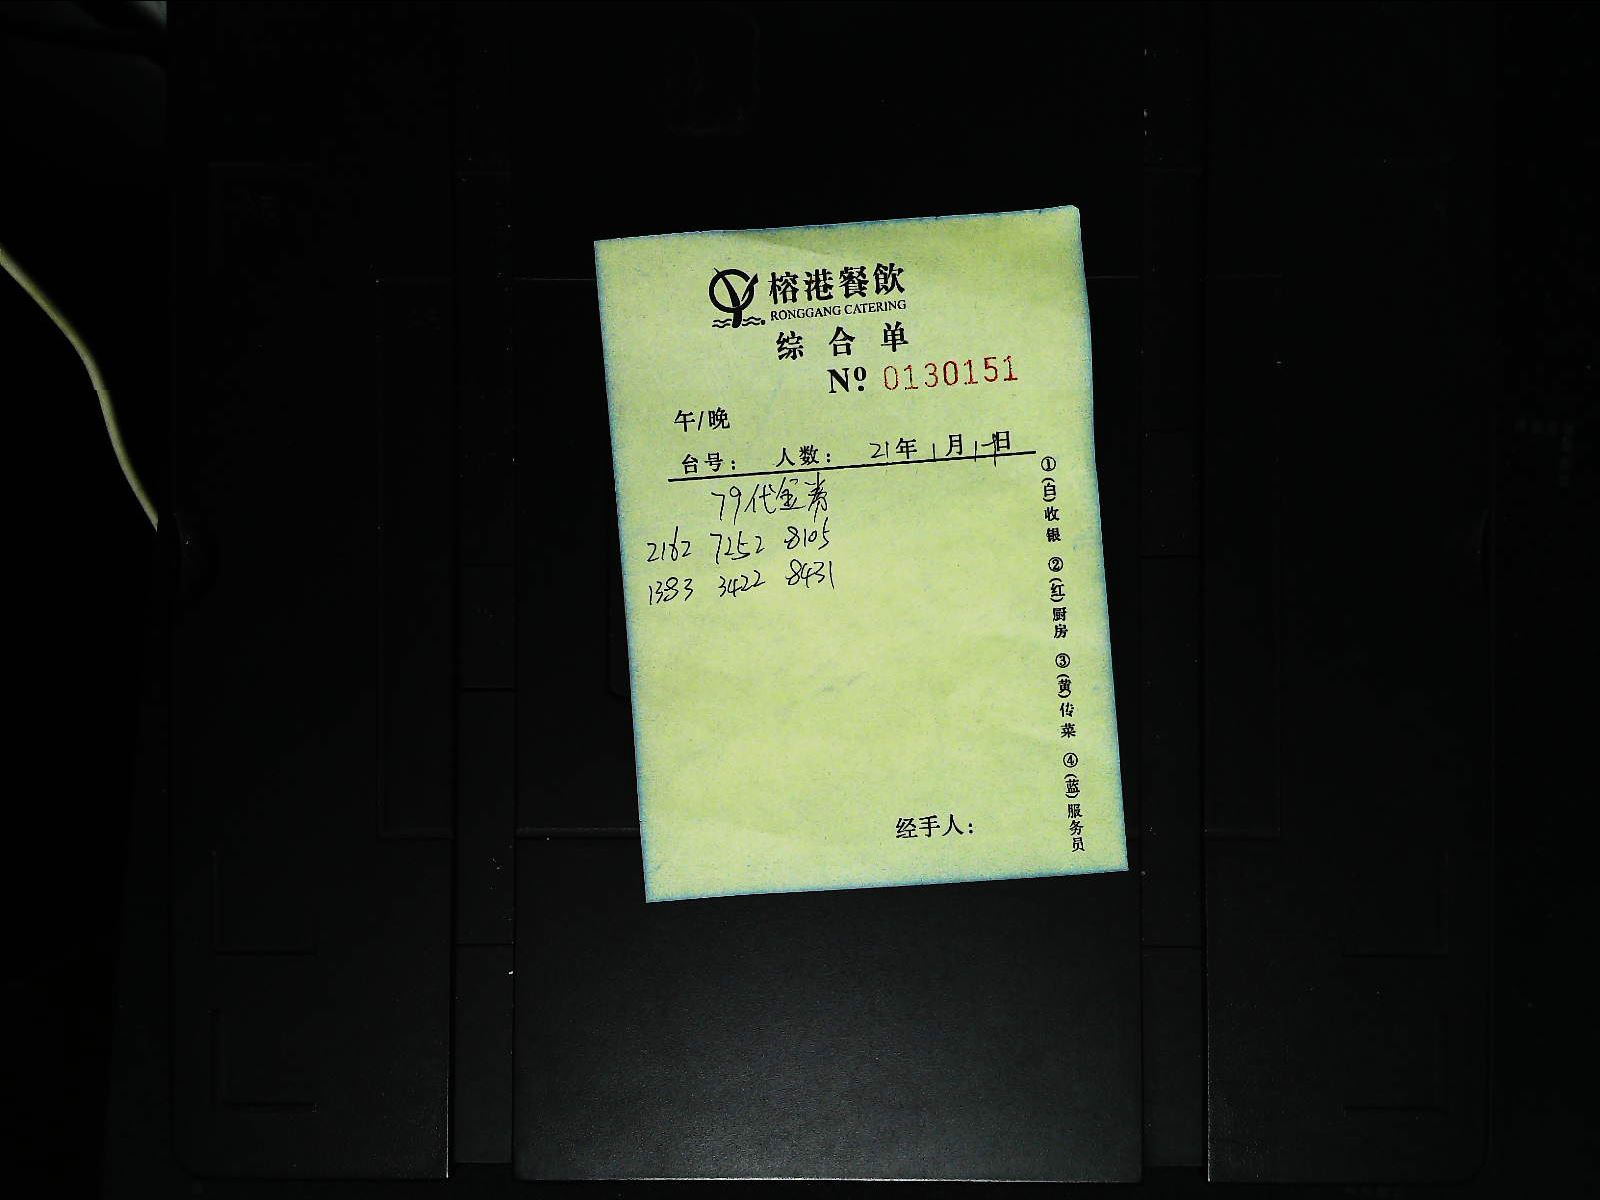 榕港餐飲
RONGGANG CATERING
综合单
Nº 0130151
午/晚
台号： 人数： 21年1月 日
79代金券
2162 7252 8105
1383 3422 8431
①(白)收银 ②(红)厨房 ③(黄)传菜 ④(蓝)服务员
经手人：